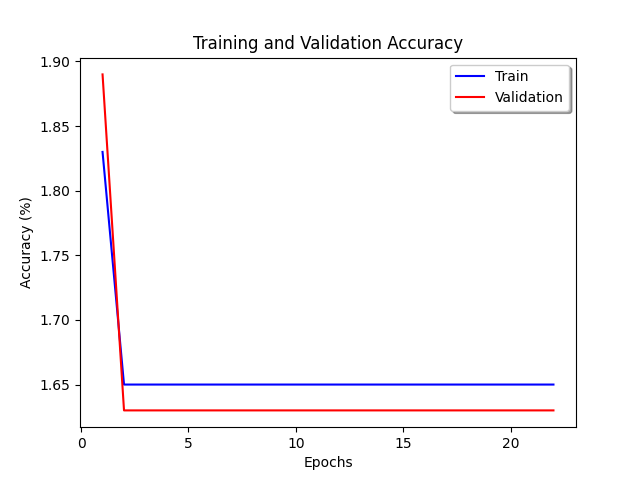 Training and Validation Accuracy
Train
Validation
Accuracy (%)
1.90
1.85
1.80
1.75
1.70
1.65
0 5 10 15 20
Epochs